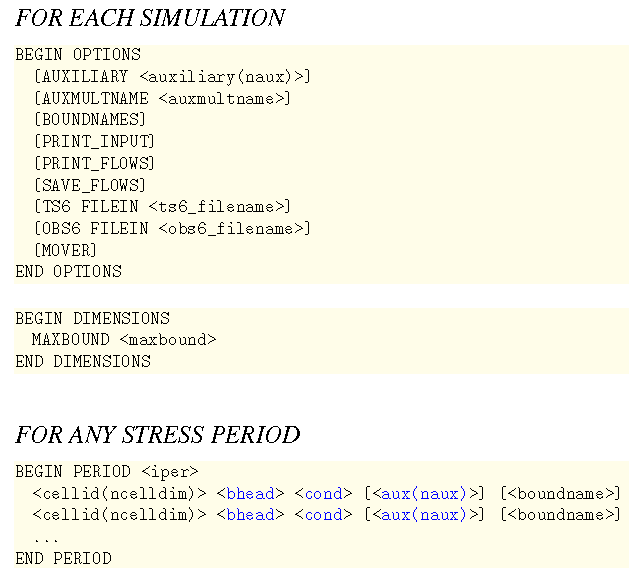 FOR EACH SIMULATION
BEGIN OPTIONS
[AUXILIARY <auxiliary(naux)>]
[AUXMULTNAME <auxmultname>]
[BOUNDNAMES]
[PRINT_INPUT]
[PRINT_FLOWS]
[SAVE_FLOWS]
[TS6 FILEIN <ts6_filename>]
[OBS6 FILEIN <obs6_filename>]
[MOVER]
END OPTIONS
BEGIN DIMENSIONS
MAXBOUND <maxbound>
END DIMENSIONS
FOR ANY STRESS PERIOD
BEGIN PERIOD <iper>
<cellid(ncelldim)> <bhead> <cond> [<aux(naux)>] [<boundname>]
<cellid(ncelldim)> <bhead> <cond> [<aux(naux)>] [<boundname>]
...
END PERIOD